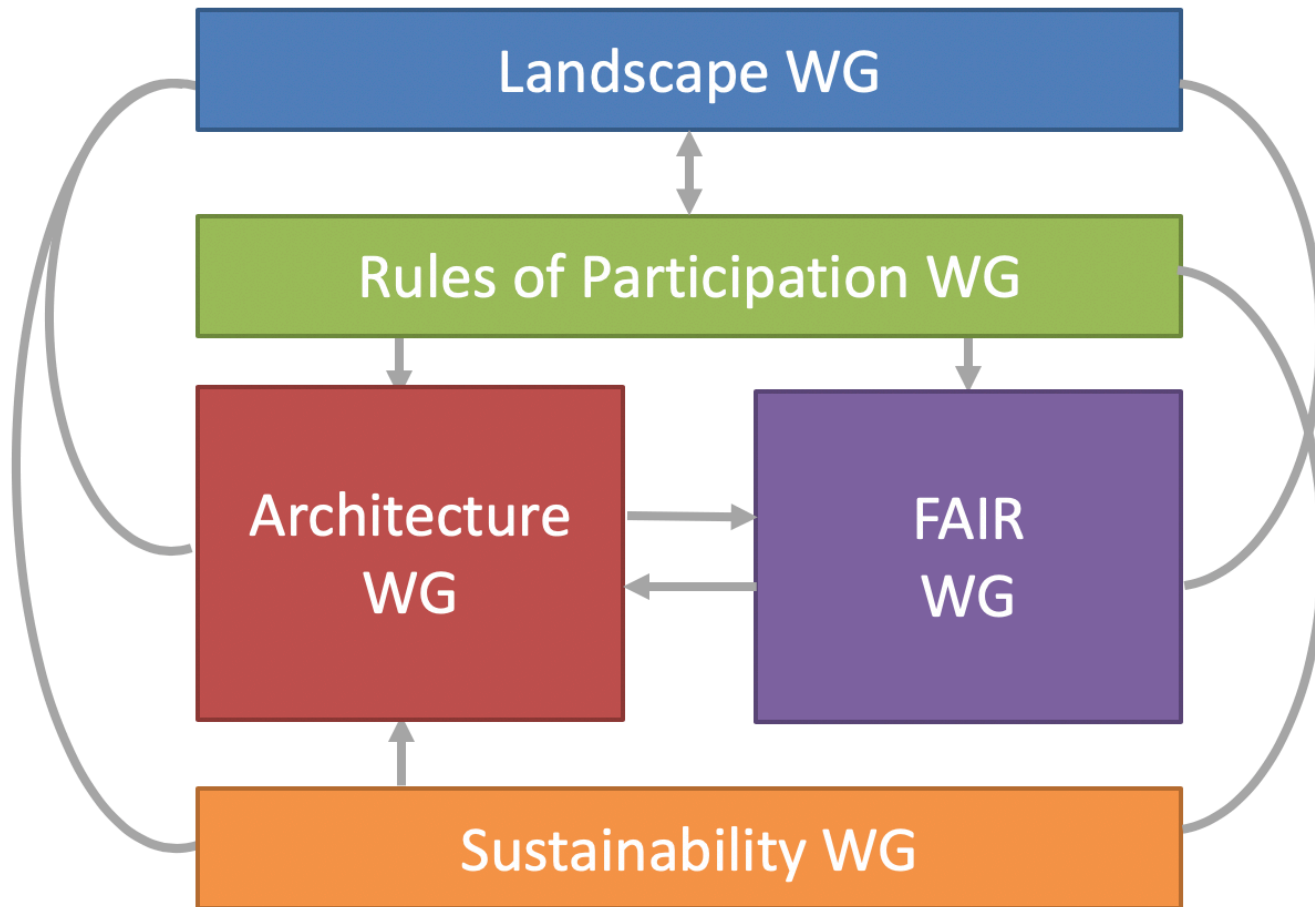 Landscape WG
Rules of Participation WG
Architecture
WG
FAIR
WG
Sustainability WG